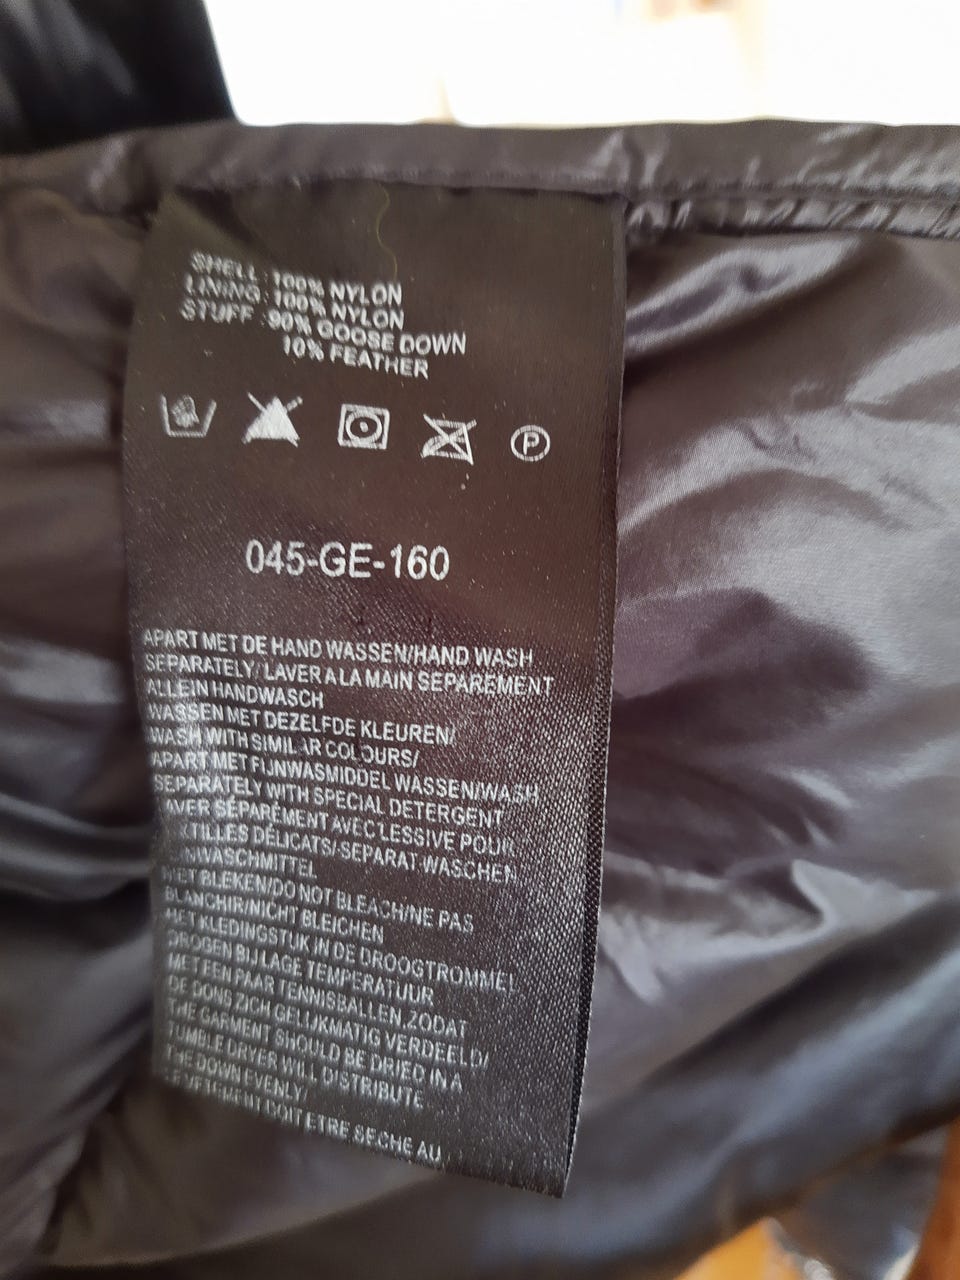 SHELL : 100% NYLON
LINING : 100% NYLON
STUFF : 90% GOOSE DOWN
10% FEATHER
P
045-GE-160
APART MET DE HAND WASSEN/HAND WASH
SEPARATELY/ LAVER A LA MAIN SEPAREMENT
ALLEIN HANDWASCH
WASSEN MET DEZELFDE KLEUREN/
WASH WITH SIMILAR COLOURS/
APART MET FIJNWASMIDDEL WASSEN/WASH
SEPARATELY WITH SPECIAL DETERGENT
LAVER SÉPARÉMENT AVEC LESSIVE POUR
TEXTILLES DÉLICATS/ SEPARAT WASCHEN
NIET BLEKEN/DO NOT BLEACH/NE PAS
BLANCHIR/NICHT BLEICHEN
HET KLEDINGSTUK IN DE DROOGTROMMEL
DROGEN BIJ LAGE TEMPERATUUR
MET EEN PAAR TENNISBALLEN, ZODAT
DE DONS ZICH GELIJKMATIG VERDEELD/
THE GARMENT SHOULD BE DRIED IN A
TUMBLE DRYER WILL DISTRIBUTE
THE DOWN EVENLY/
DOIT ETRE SECHE AU